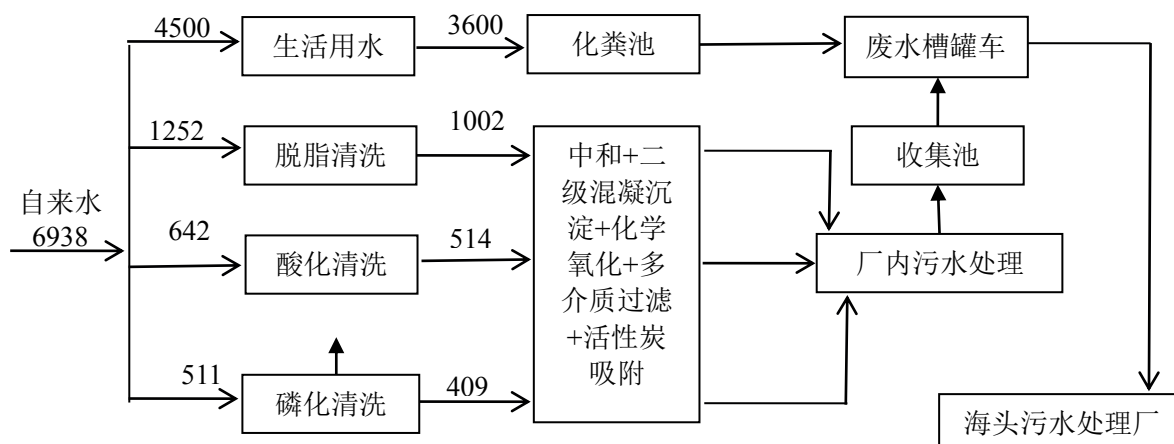 4500
生活用水
3600
化粪池
废水槽罐车
1252
脱脂清洗
1002
中和+二
级混凝沉
淀+化学
氧化+多
介质过滤
+活性炭
吸附
收集池
自来水
6938
642
酸化清洗
514
厂内污水处理
511
磷化清洗
409
海头污水处理厂